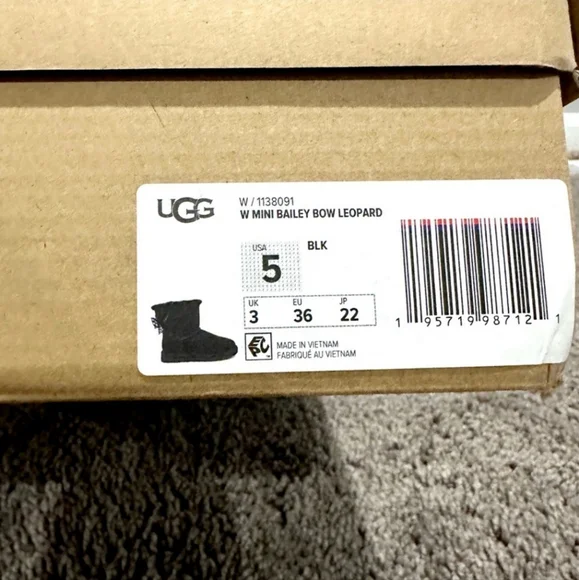 UGG
W / 1138091
W MINI BAILEY BOW LEOPARD
USA
5
BLK
UK EU JP
3 36 22
MADE IN VIETNAM
FABRIQUÉ AU VIETNAM
1 95719 98712 1